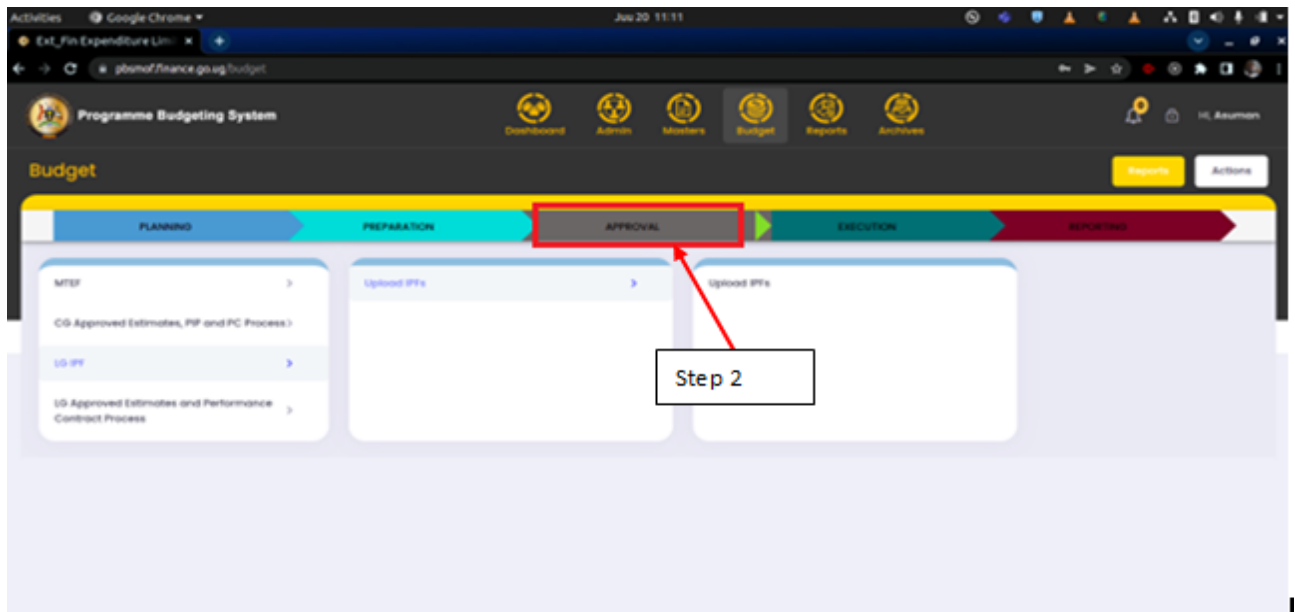 Activities Google Chrome Juu 20 11:11
Ext_Fin Expenditure Lim
pbsmof.finance.go.ug/budget
Programme Budgeting System
Dashboard Admin Masters Budget Reports Archives
Hi, Asuman
Budget
Reports Actions
PLANNING PREPARATION APPROVAL EXECUTION REPORTING
MTEF
Upload IPFs
Upload IPFs
CG Approved Estimates, PIP and PC Process
LG IPF
LG Approved Estimates and Performance
Contract Process
Step 2